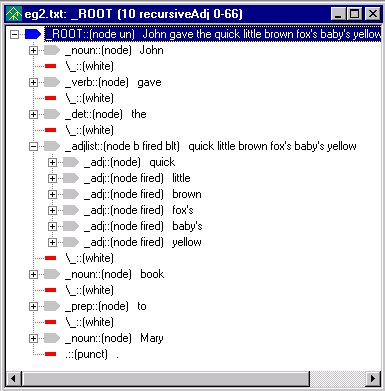 eg2.txt: _ROOT (10 recursiveAdj 0-66)
_ROOT::(node un) John gave the quick little brown fox's baby's yellow
_noun::(node) John
\_::(white)
_verb::(node) gave
\_::(white)
_det::(node) the
\_::(white)
_adjlist::(node b fired blt) quick little brown fox's baby's yellow
_adj::(node) quick
_adj::(node fired) little
_adj::(node fired) brown
_adj::(node fired) fox's
_adj::(node fired) baby's
_adj::(node fired) yellow
\_::(white)
_noun::(node) book
\_::(white)
_prep::(node) to
\_::(white)
_noun::(node) Mary
.::(punct) .